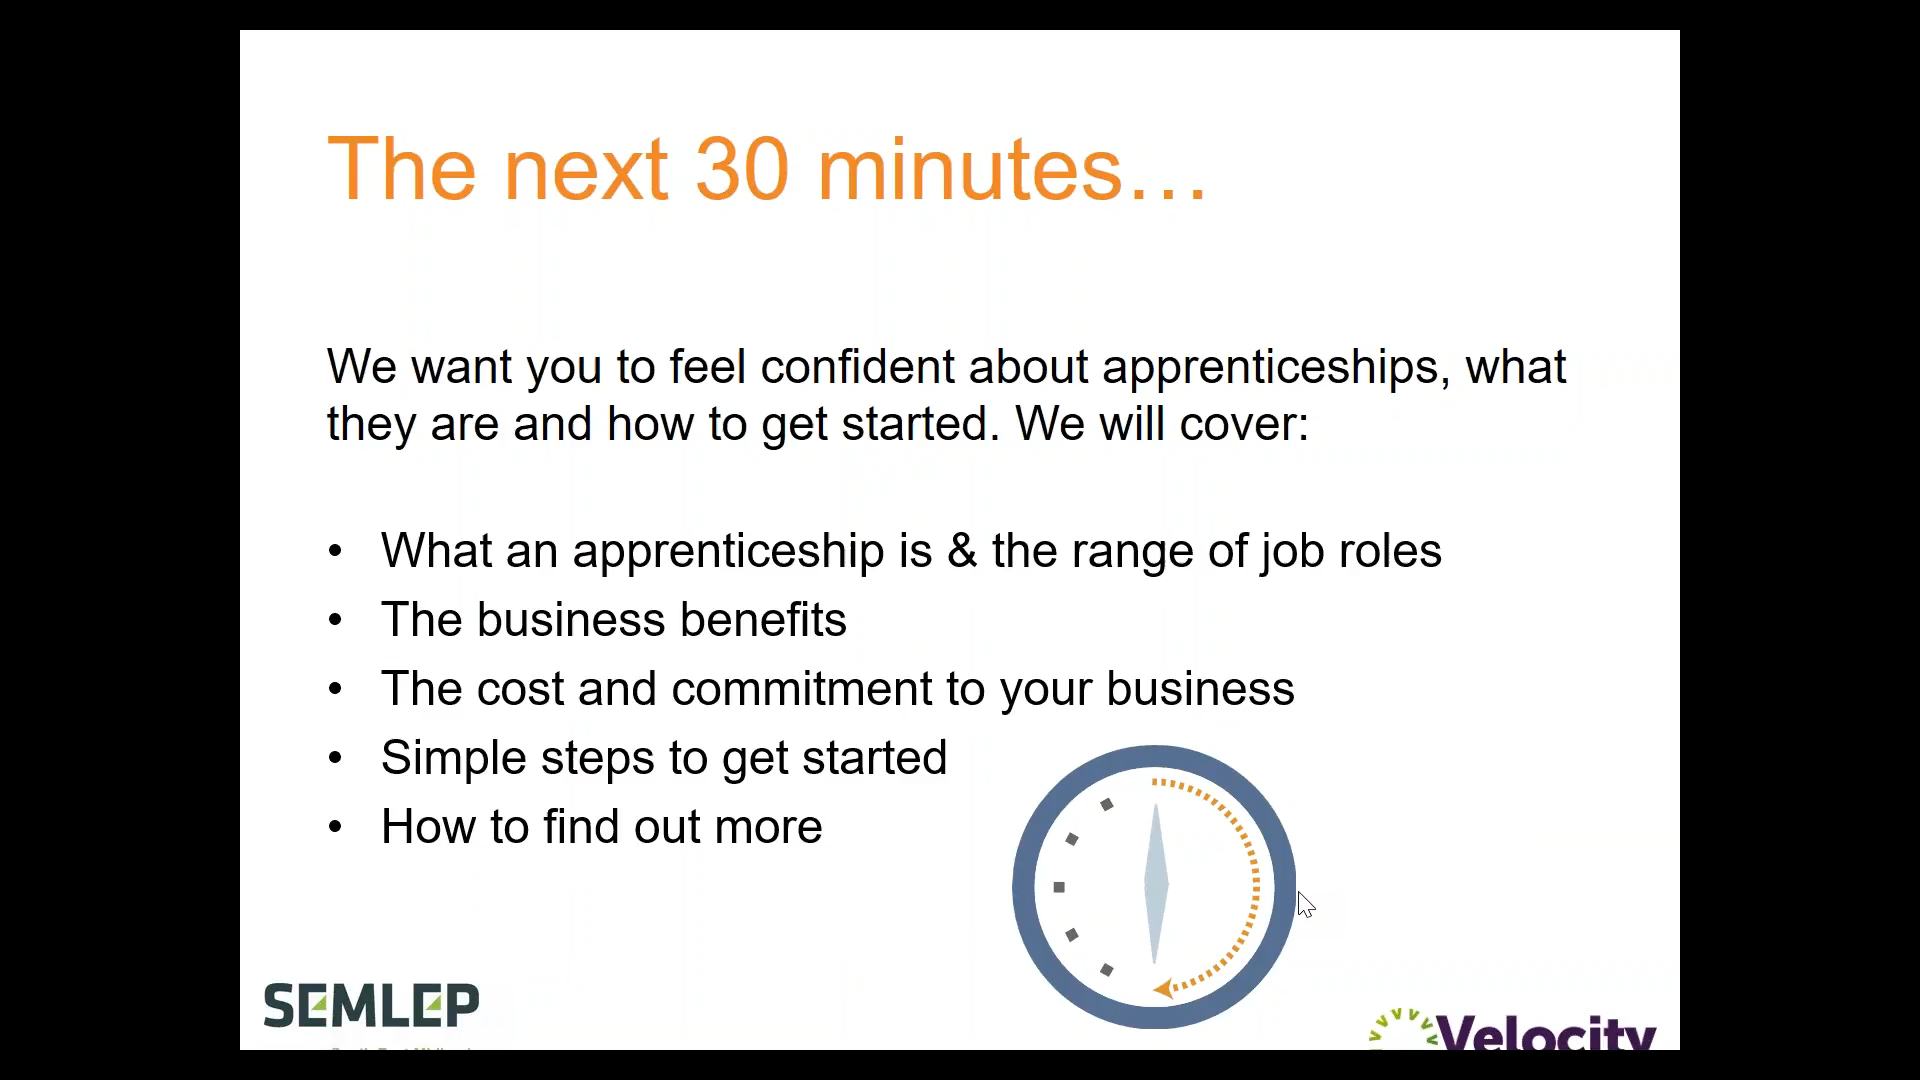 The next 30 minutes…
We want you to feel confident about apprenticeships, what
they are and how to get started. We will cover:
• What an apprenticeship is & the range of job roles
• The business benefits
• The cost and commitment to your business
• Simple steps to get started
• How to find out more
SEMLEP
Velocity